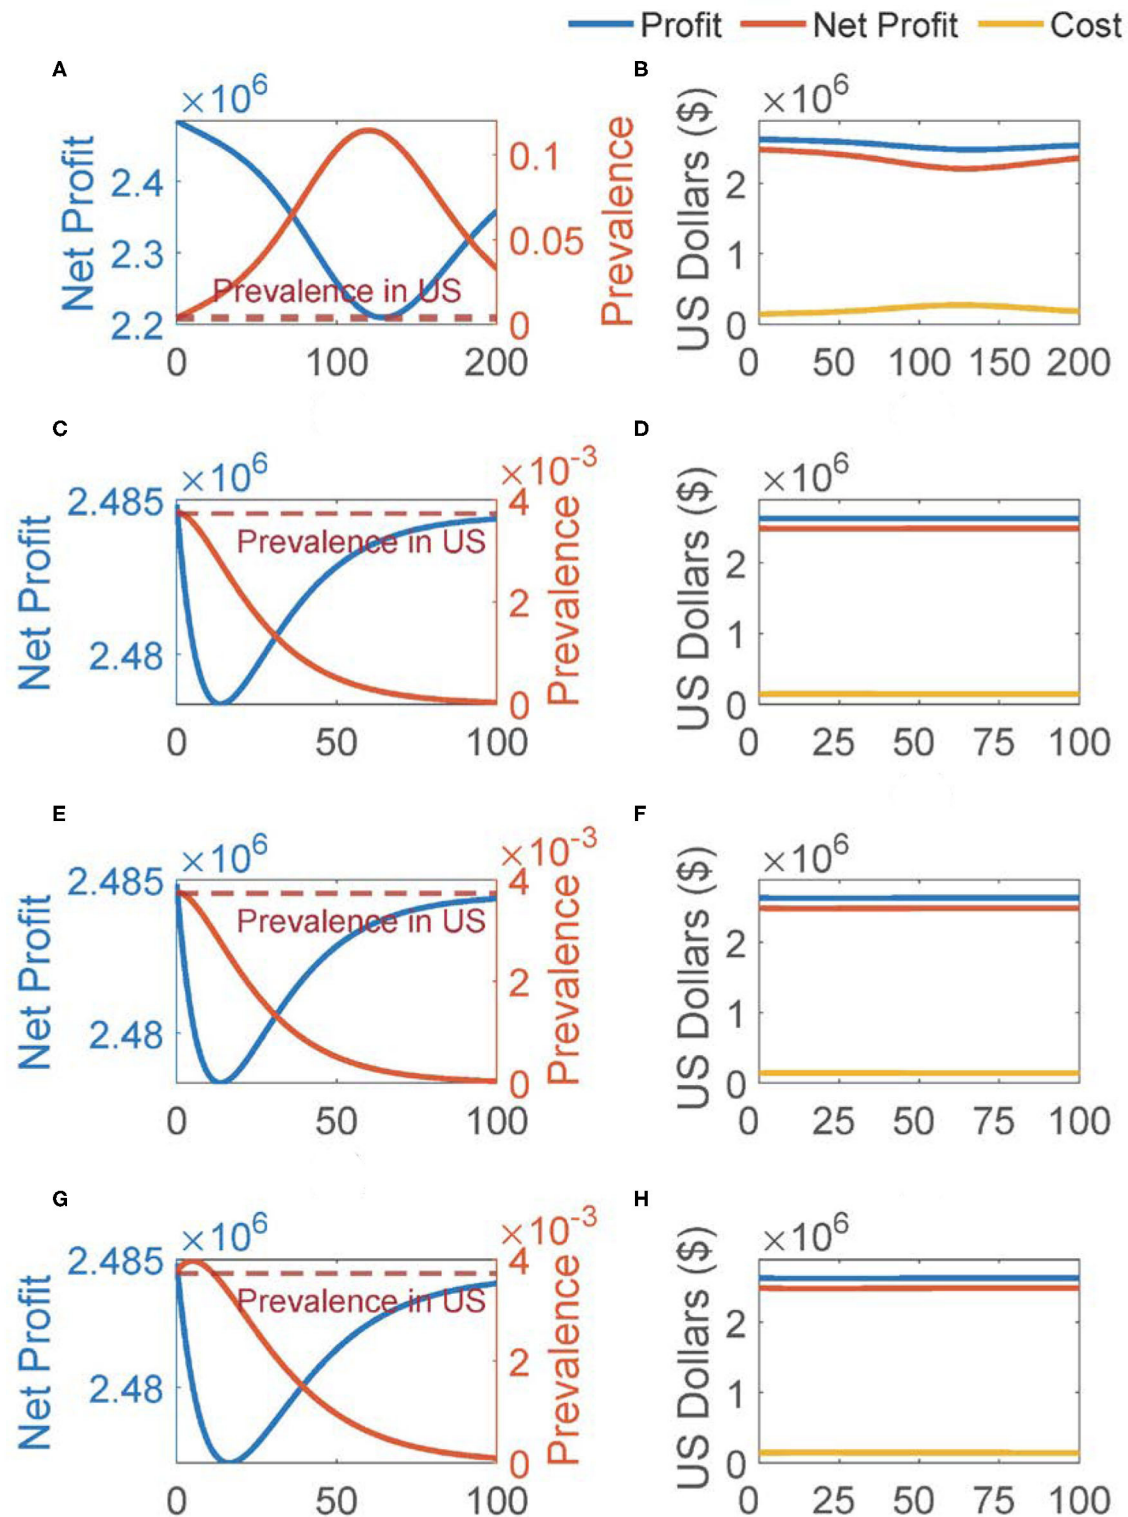 Profit Net Profit Cost
A
×10^6
Net Profit
2.4
2.3
2.2
0.1
0.05
0
Prevalence
Prevalence in US
0 100 200
B
×10^6
US Dollars ($)
2
1
0
0 50 100 150 200
C
×10^6
2.485
2.48
Net Profit
×10^-3
4
2
0
Prevalence
Prevalence in US
0 50 100
D
×10^6
US Dollars ($)
2
1
0
0 25 50 75 100
E
×10^6
2.485
2.48
Net Profit
×10^-3
4
2
0
Prevalence
Prevalence in US
0 50 100
F
×10^6
US Dollars ($)
2
1
0
0 25 50 75 100
G
×10^6
2.485
2.48
Net Profit
×10^-3
4
2
0
Prevalence
Prevalence in US
0 50 100
H
×10^6
US Dollars ($)
2
1
0
0 25 50 75 100